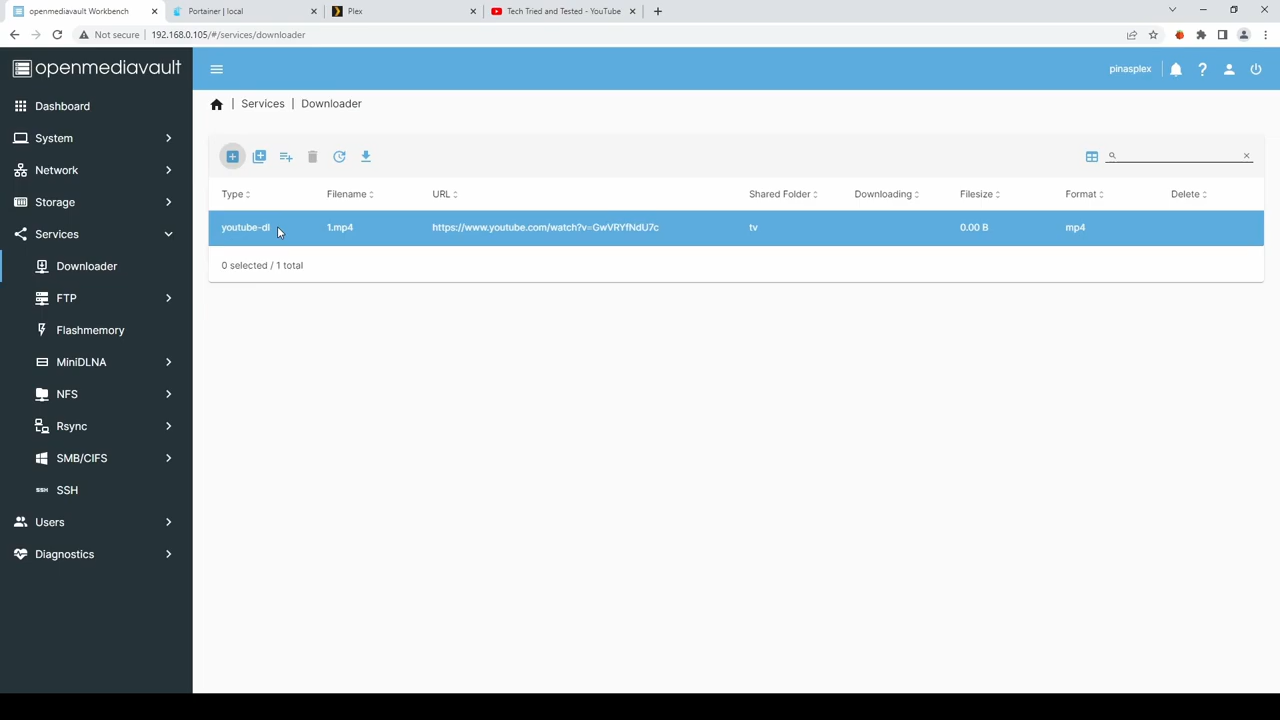 openmediavault Workbench
Portainer | local
Plex
Tech Tried and Tested - YouTube
Not secure
192.168.0.105/#/services/downloader
openmediavault
pinasplex
Dashboard
System
Network
Storage
Services
Downloader
FTP
Flashmemory
MiniDLNA
NFS
Rsync
SMB/CIFS
SSH SSH
Users
Diagnostics
| Services | Downloader
Type Filename URL Shared Folder Downloading Filesize Format Delete
youtube-dl 1.mp4 https://www.youtube.com/watch?v=GwVRYfNdU7c tv 0.00 B mp4
0 selected / 1 total